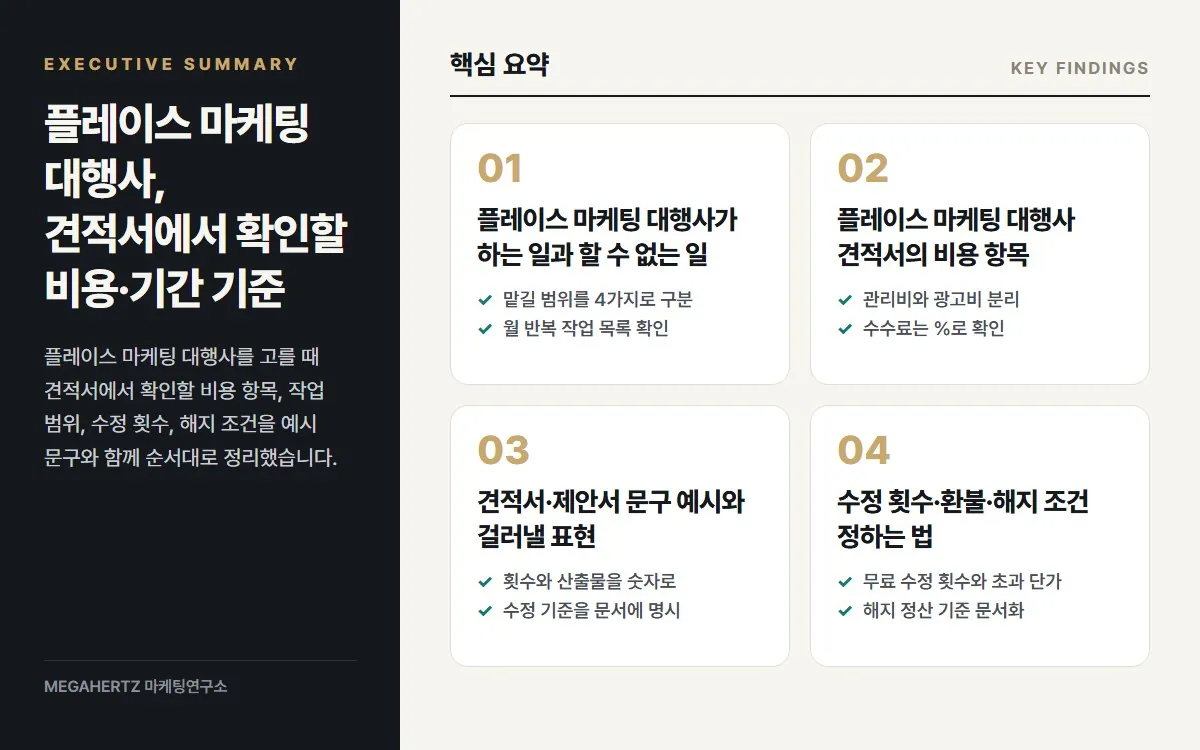 EXECUTIVE SUMMARY
플레이스 마케팅
대행사,
견적서에서 확인할
비용·기간 기준
플레이스 마케팅 대행사를 고를 때
견적서에서 확인할 비용 항목, 작업
범위, 수정 횟수, 해지 조건을 예시
문구와 함께 순서대로 정리했습니다.
MEGAHERTZ 마케팅연구소
핵심 요약
KEY FINDINGS
01
플레이스 마케팅 대행사가
하는 일과 할 수 없는 일
맡길 범위를 4가지로 구분
월 반복 작업 목록 확인
02
플레이스 마케팅 대행사
견적서의 비용 항목
관리비와 광고비 분리
수수료는 %로 확인
03
견적서·제안서 문구 예시와
걸러낼 표현
횟수와 산출물을 숫자로
수정 기준을 문서에 명시
04
수정 횟수·환불·해지 조건
정하는 법
무료 수정 횟수와 초과 단가
해지 정산 기준 문서화